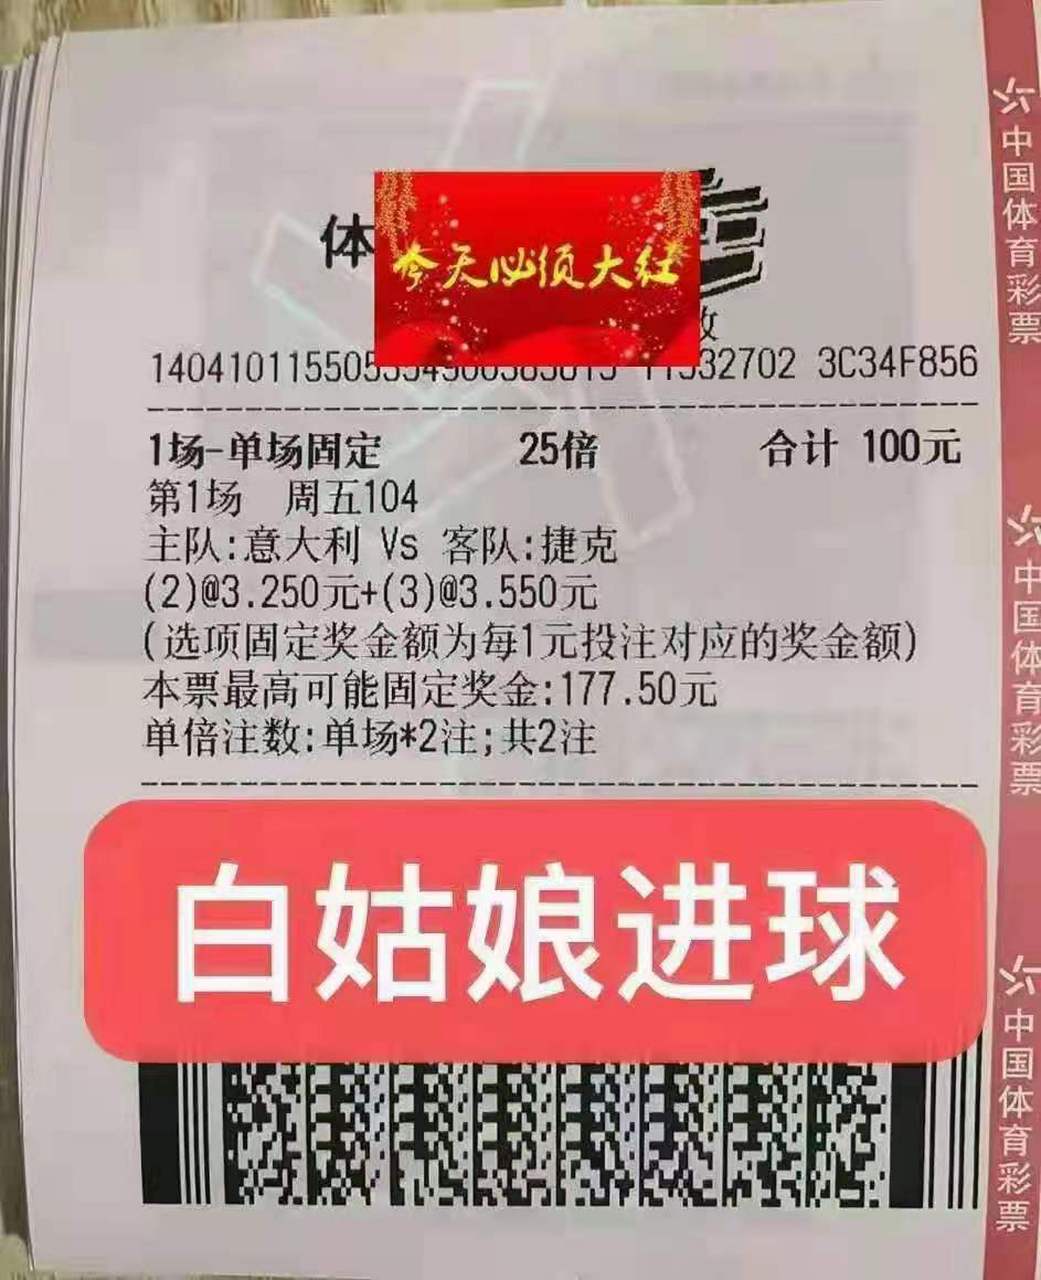 体
今天必须大红
1场-单场固定 25倍 合计 100元
第1场 周五104
主队:意大利 Vs 客队:捷克
(2)@3.250元+(3)@3.550元
(选项固定奖金额为每1元投注对应的奖金额)
本票最高可能固定奖金:177.50元
单倍注数:单场*2注;共2注
白姑娘进球
中国体育彩票
中国体育彩票
中国体育彩票